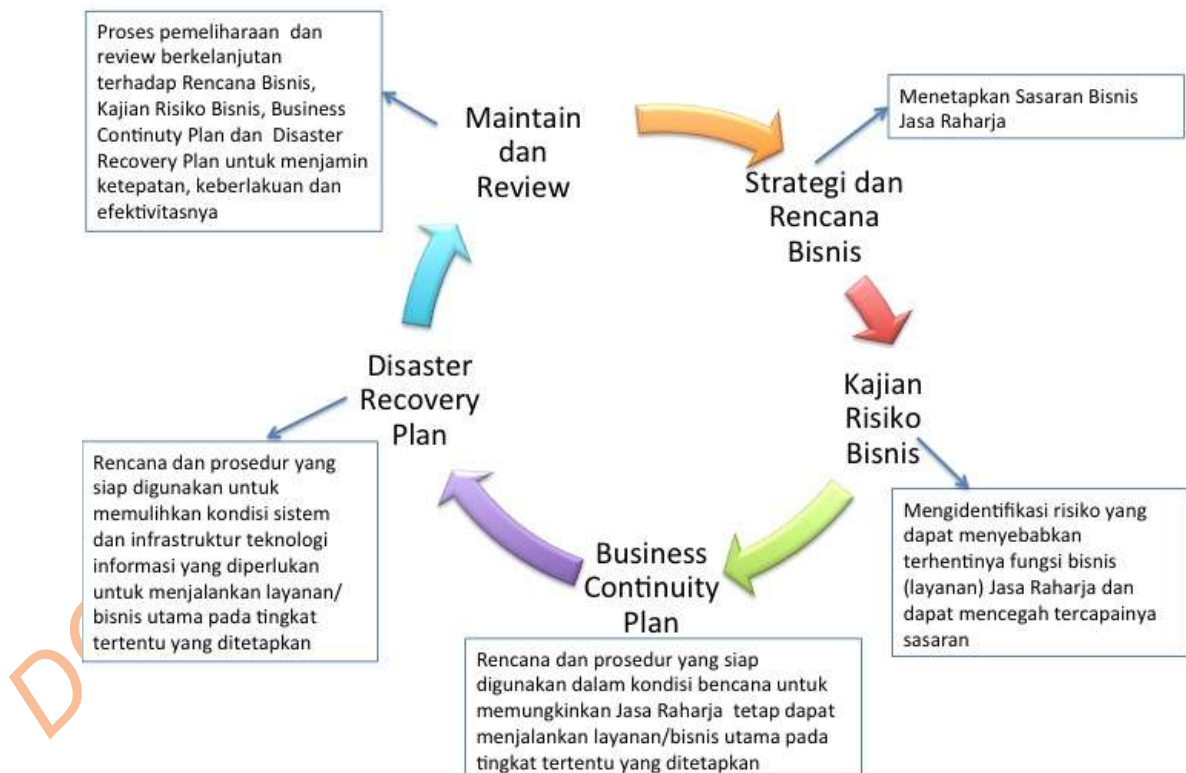 Proses pemeliharaan dan
review berkelanjutan
terhadap Rencana Bisnis,
Kajian Risiko Bisnis, Business
Continuty Plan dan Disaster
Recovery Plan untuk menjamin
ketepatan, keberlakuan dan
efektivitasnya
Maintain
dan
Review
Menetapkan Sasaran Bisnis
Jasa Raharja
Strategi dan
Rencana
Bisnis
Kajian
Risiko
Bisnis
Mengidentifikasi risiko yang
dapat menyebabkan
terhentinya fungsi bisnis
(layanan) Jasa Raharja dan
dapat mencegah tercapainya
sasaran
Business
Continuity
Plan
Rencana dan prosedur yang siap
digunakan dalam kondisi bencana untuk
memungkinkan Jasa Raharja tetap dapat
menjalankan layanan/bisnis utama pada
tingkat tertentu yang ditetapkan
Disaster
Recovery
Plan
Rencana dan prosedur yang
siap digunakan untuk
memulihkan kondisi sistem
dan infrastruktur teknologi
informasi yang diperlukan
untuk menjalankan layanan/
bisnis utama pada tingkat
tertentu yang ditetapkan